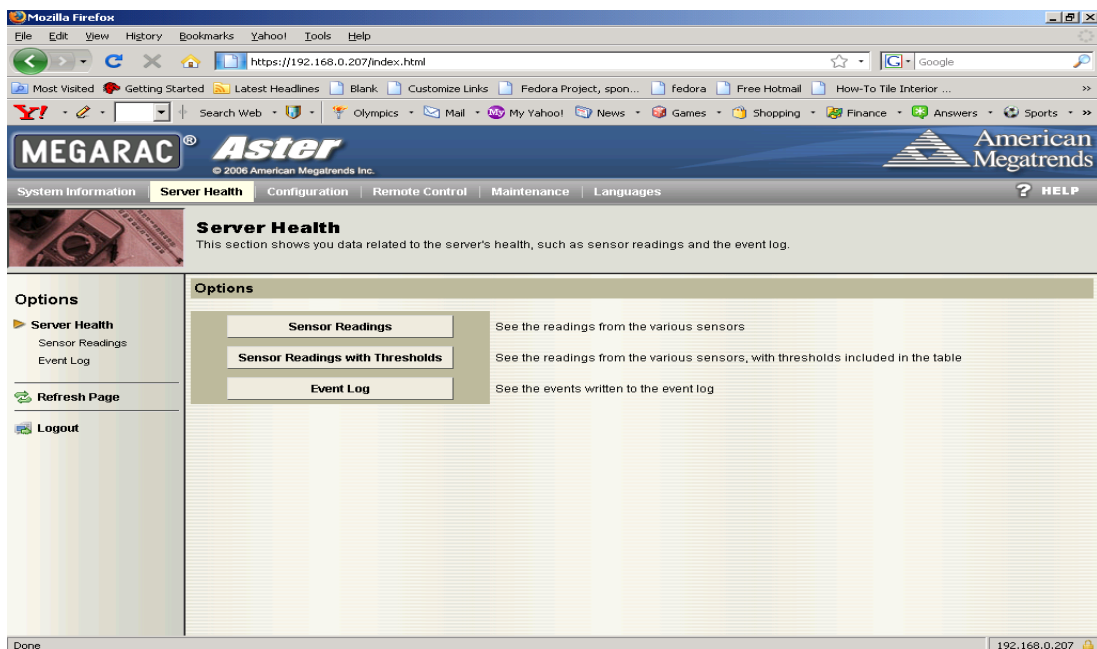 Mozilla Firefox
File Edit View History Bookmarks Yahoo! Tools Help
https://192.168.0.207/index.html
G Google
Most Visited Getting Started Latest Headlines Blank Customize Links Fedora Project, spon... fedora Free Hotmail How-To Tile Interior ... »
Y! Search Web Olympics Mail My My Yahoo! News Games Shopping Finance Answers Sports »
MEGARAC® Aster
© 2006 American Megatrends Inc.
American
Megatrends
System Information Server Health Configuration Remote Control Maintenance Languages ? HELP
Server Health
This section shows you data related to the server's health, such as sensor readings and the event log.
Options
Server Health
Sensor Readings
Event Log
Refresh Page
Logout
Options
Sensor Readings See the readings from the various sensors
Sensor Readings with Thresholds See the readings from the various sensors, with thresholds included in the table
Event Log See the events written to the event log
Done 192.168.0.207